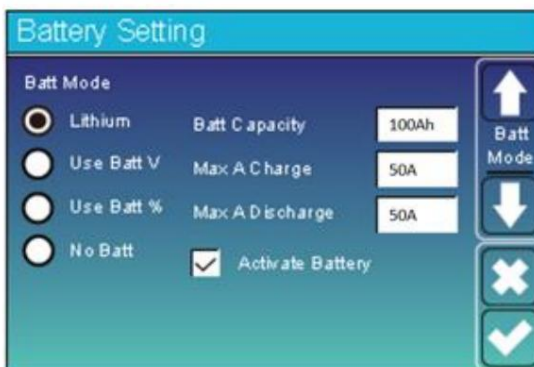 Battery Setting
Batt Mode
Lithium
Batt Capacity
100Ah
Use Batt V
Max A Charge
50A
Use Batt %
Max A Discharge
50A
No Batt
Activate Battery
Batt
Mode